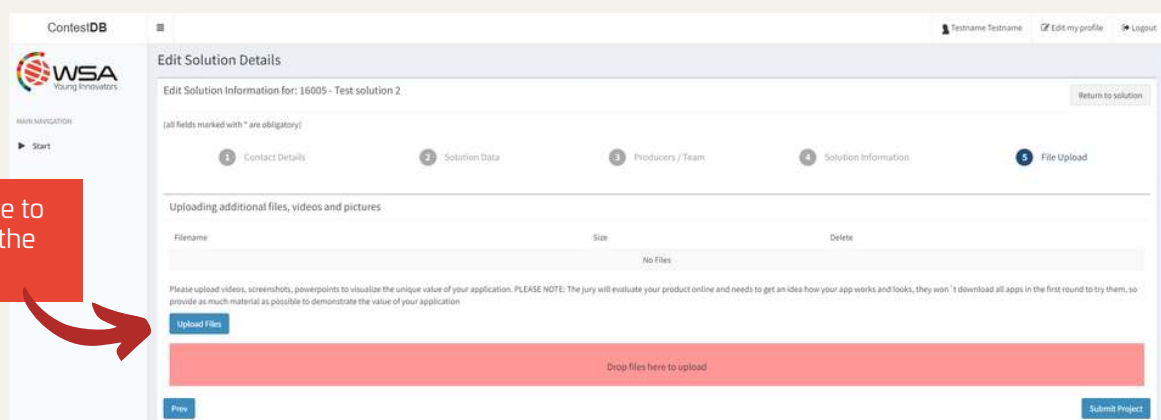 ContestDB
Testname Testname
Edit my profile
Logout
WSA
Young Innovators
MAIN NAVIGATION
Start
Edit Solution Details
Edit Solution Information for: 16005 - Test solution 2
Return to solution
(all fields marked with * are obligatory)
1 Contact Details
2 Solution Data
3 Producers / Team
4 Solution Information
5 File Upload
e to
the
Uploading additional files, videos and pictures
Filename Size Delete
No Files
Please upload videos, screenshots, powerpoints to visualize the unique value of your application. PLEASE NOTE: The jury will evaluate your product online and needs to get an idea how your app works and looks, they won`t download all apps in the first round to try them, so
provide as much material as possible to demonstrate the value of your application
Upload Files
Drop files here to upload
Prev
Submit Project